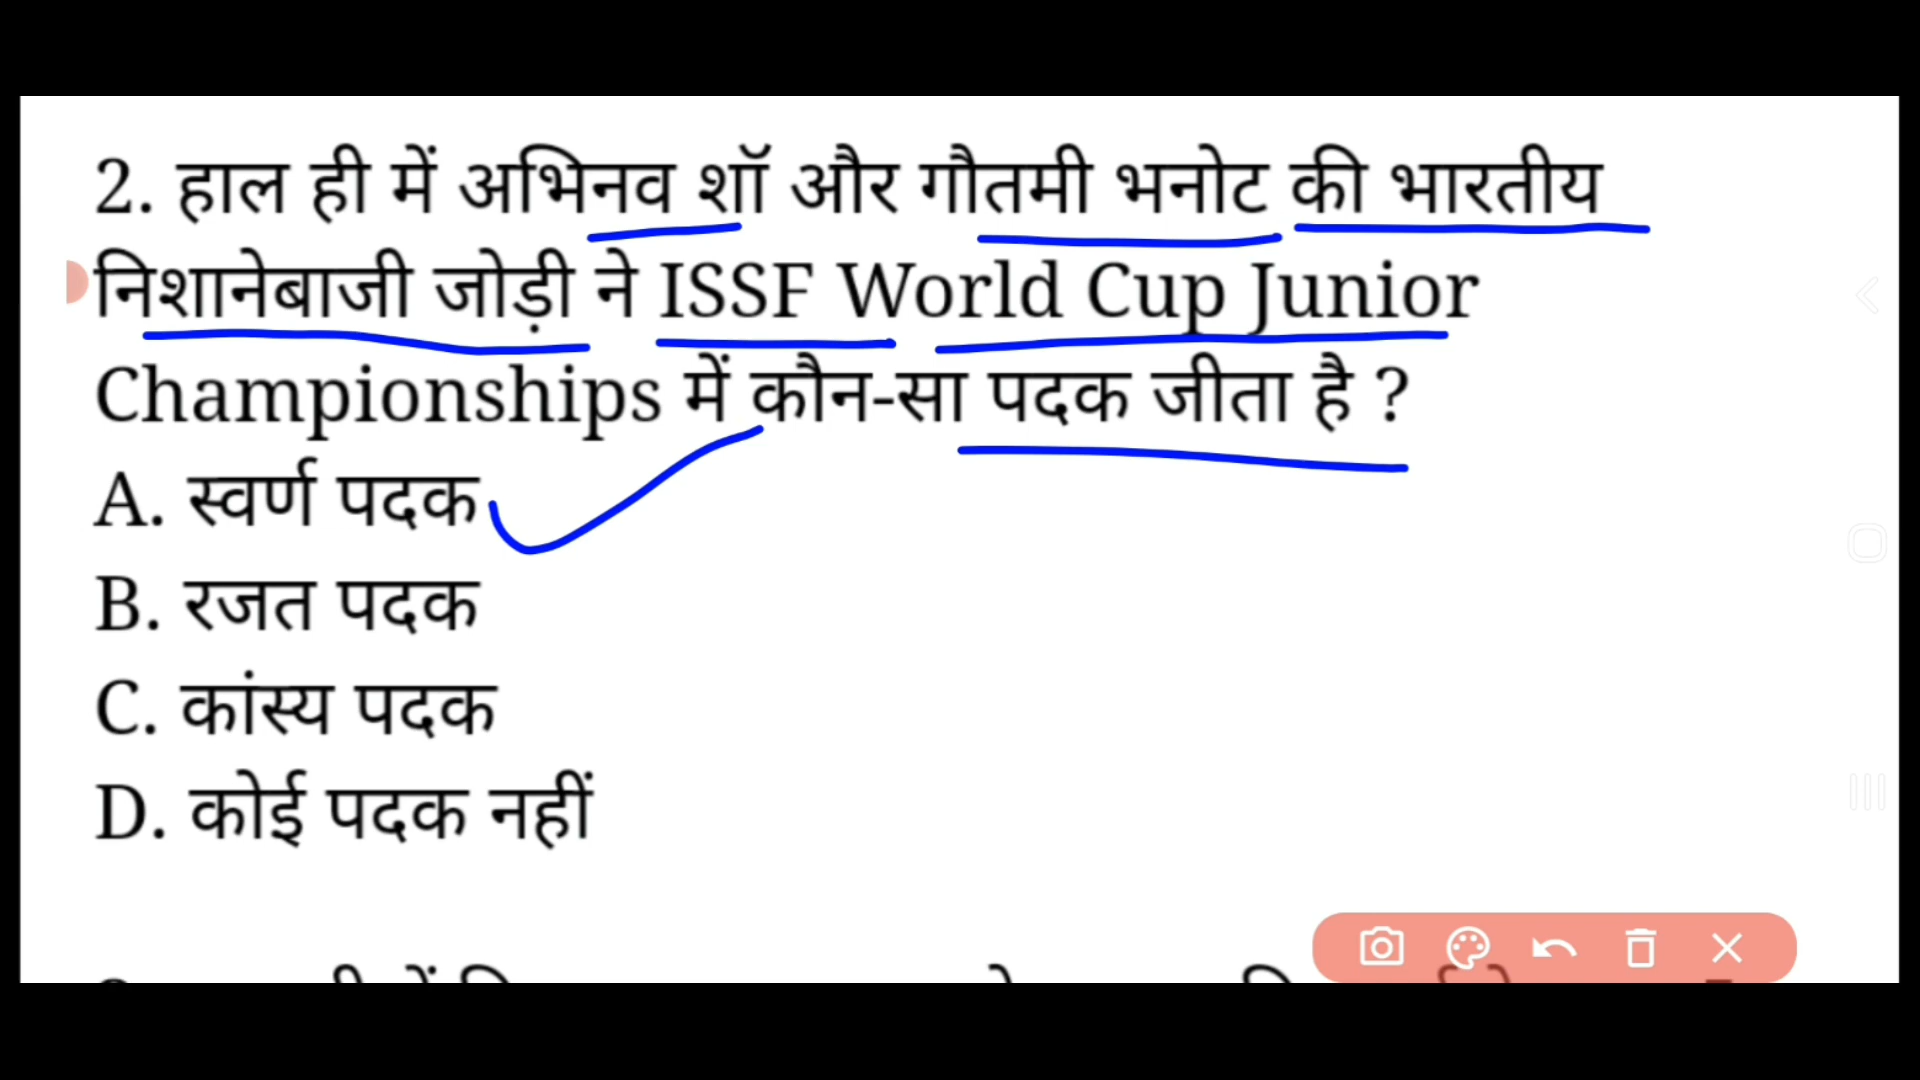 2. हाल ही में अभिनव शॉ और गौतमी भनोट की भारतीय
निशानेबाजी जोड़ी ने ISSF World Cup Junior
Championships में कौन-सा पदक जीता है ?
A. स्वर्ण पदक
B. रजत पदक
C. कांस्य पदक
D. कोई पदक नहीं